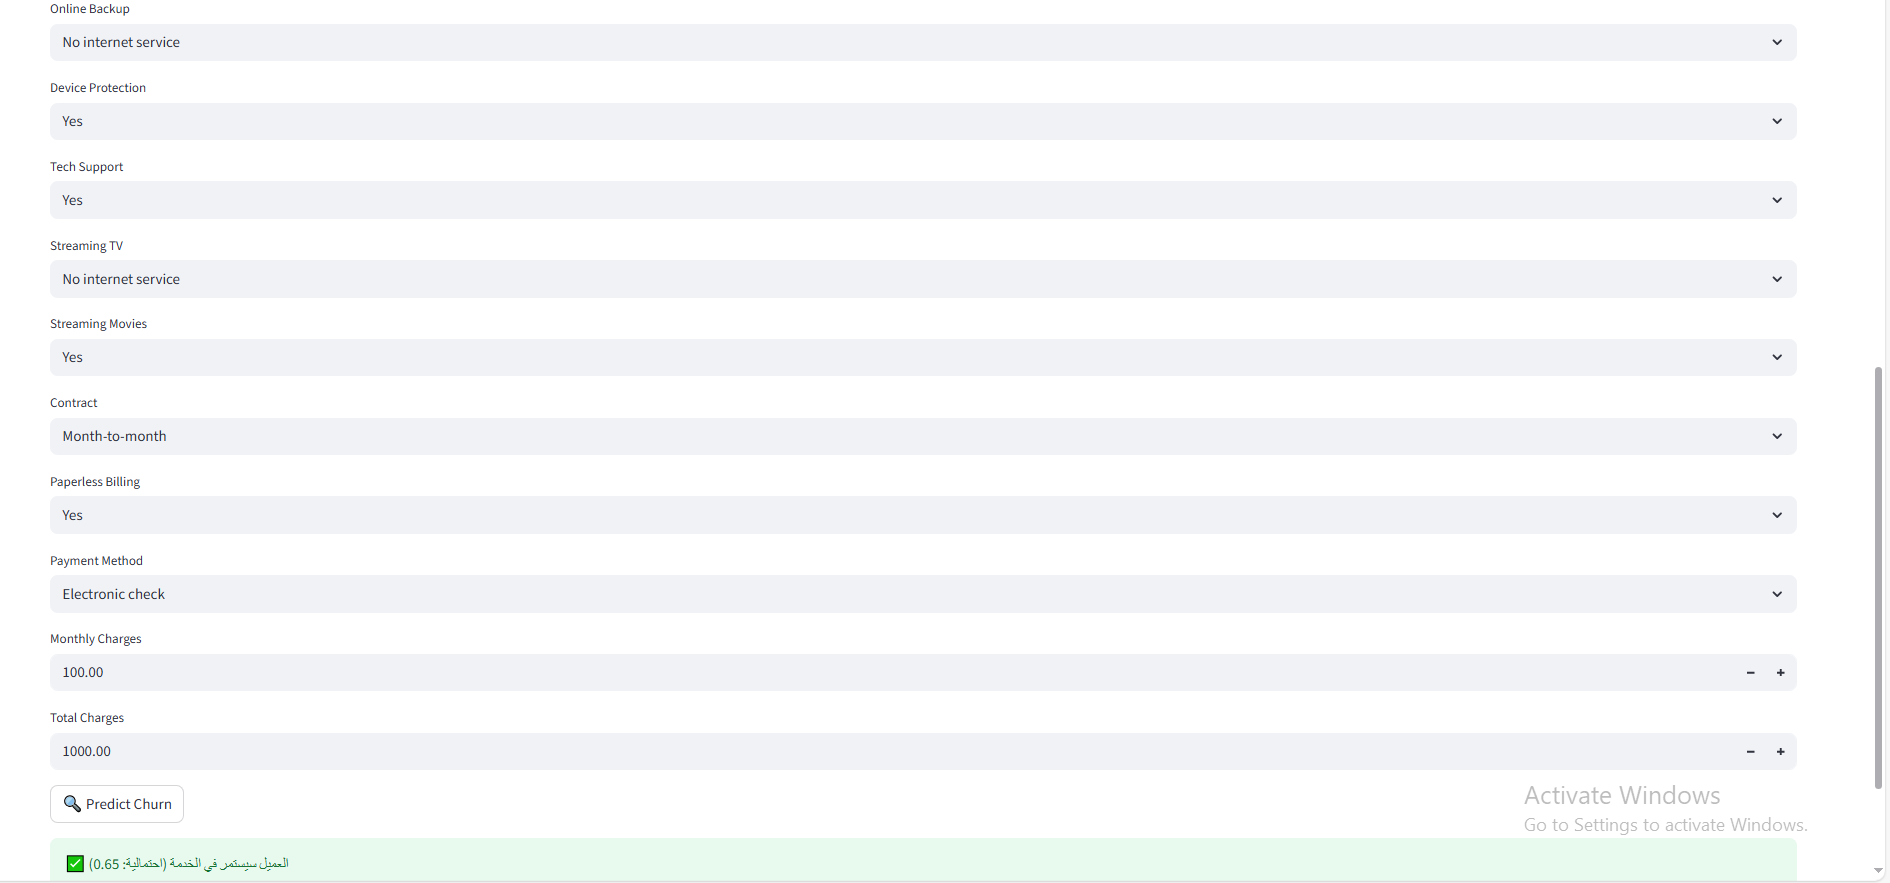 Online Backup
No internet service
Device Protection
Yes
Tech Support
Yes
Streaming TV
No internet service
Streaming Movies
Yes
Contract
Month-to-month
Paperless Billing
Yes
Payment Method
Electronic check
Monthly Charges
100.00
Total Charges
1000.00
Predict Churn
Activate Windows
Go to Settings to activate Windows.
العميل سيستمر في الخدمة (احتمالية: 0.65)